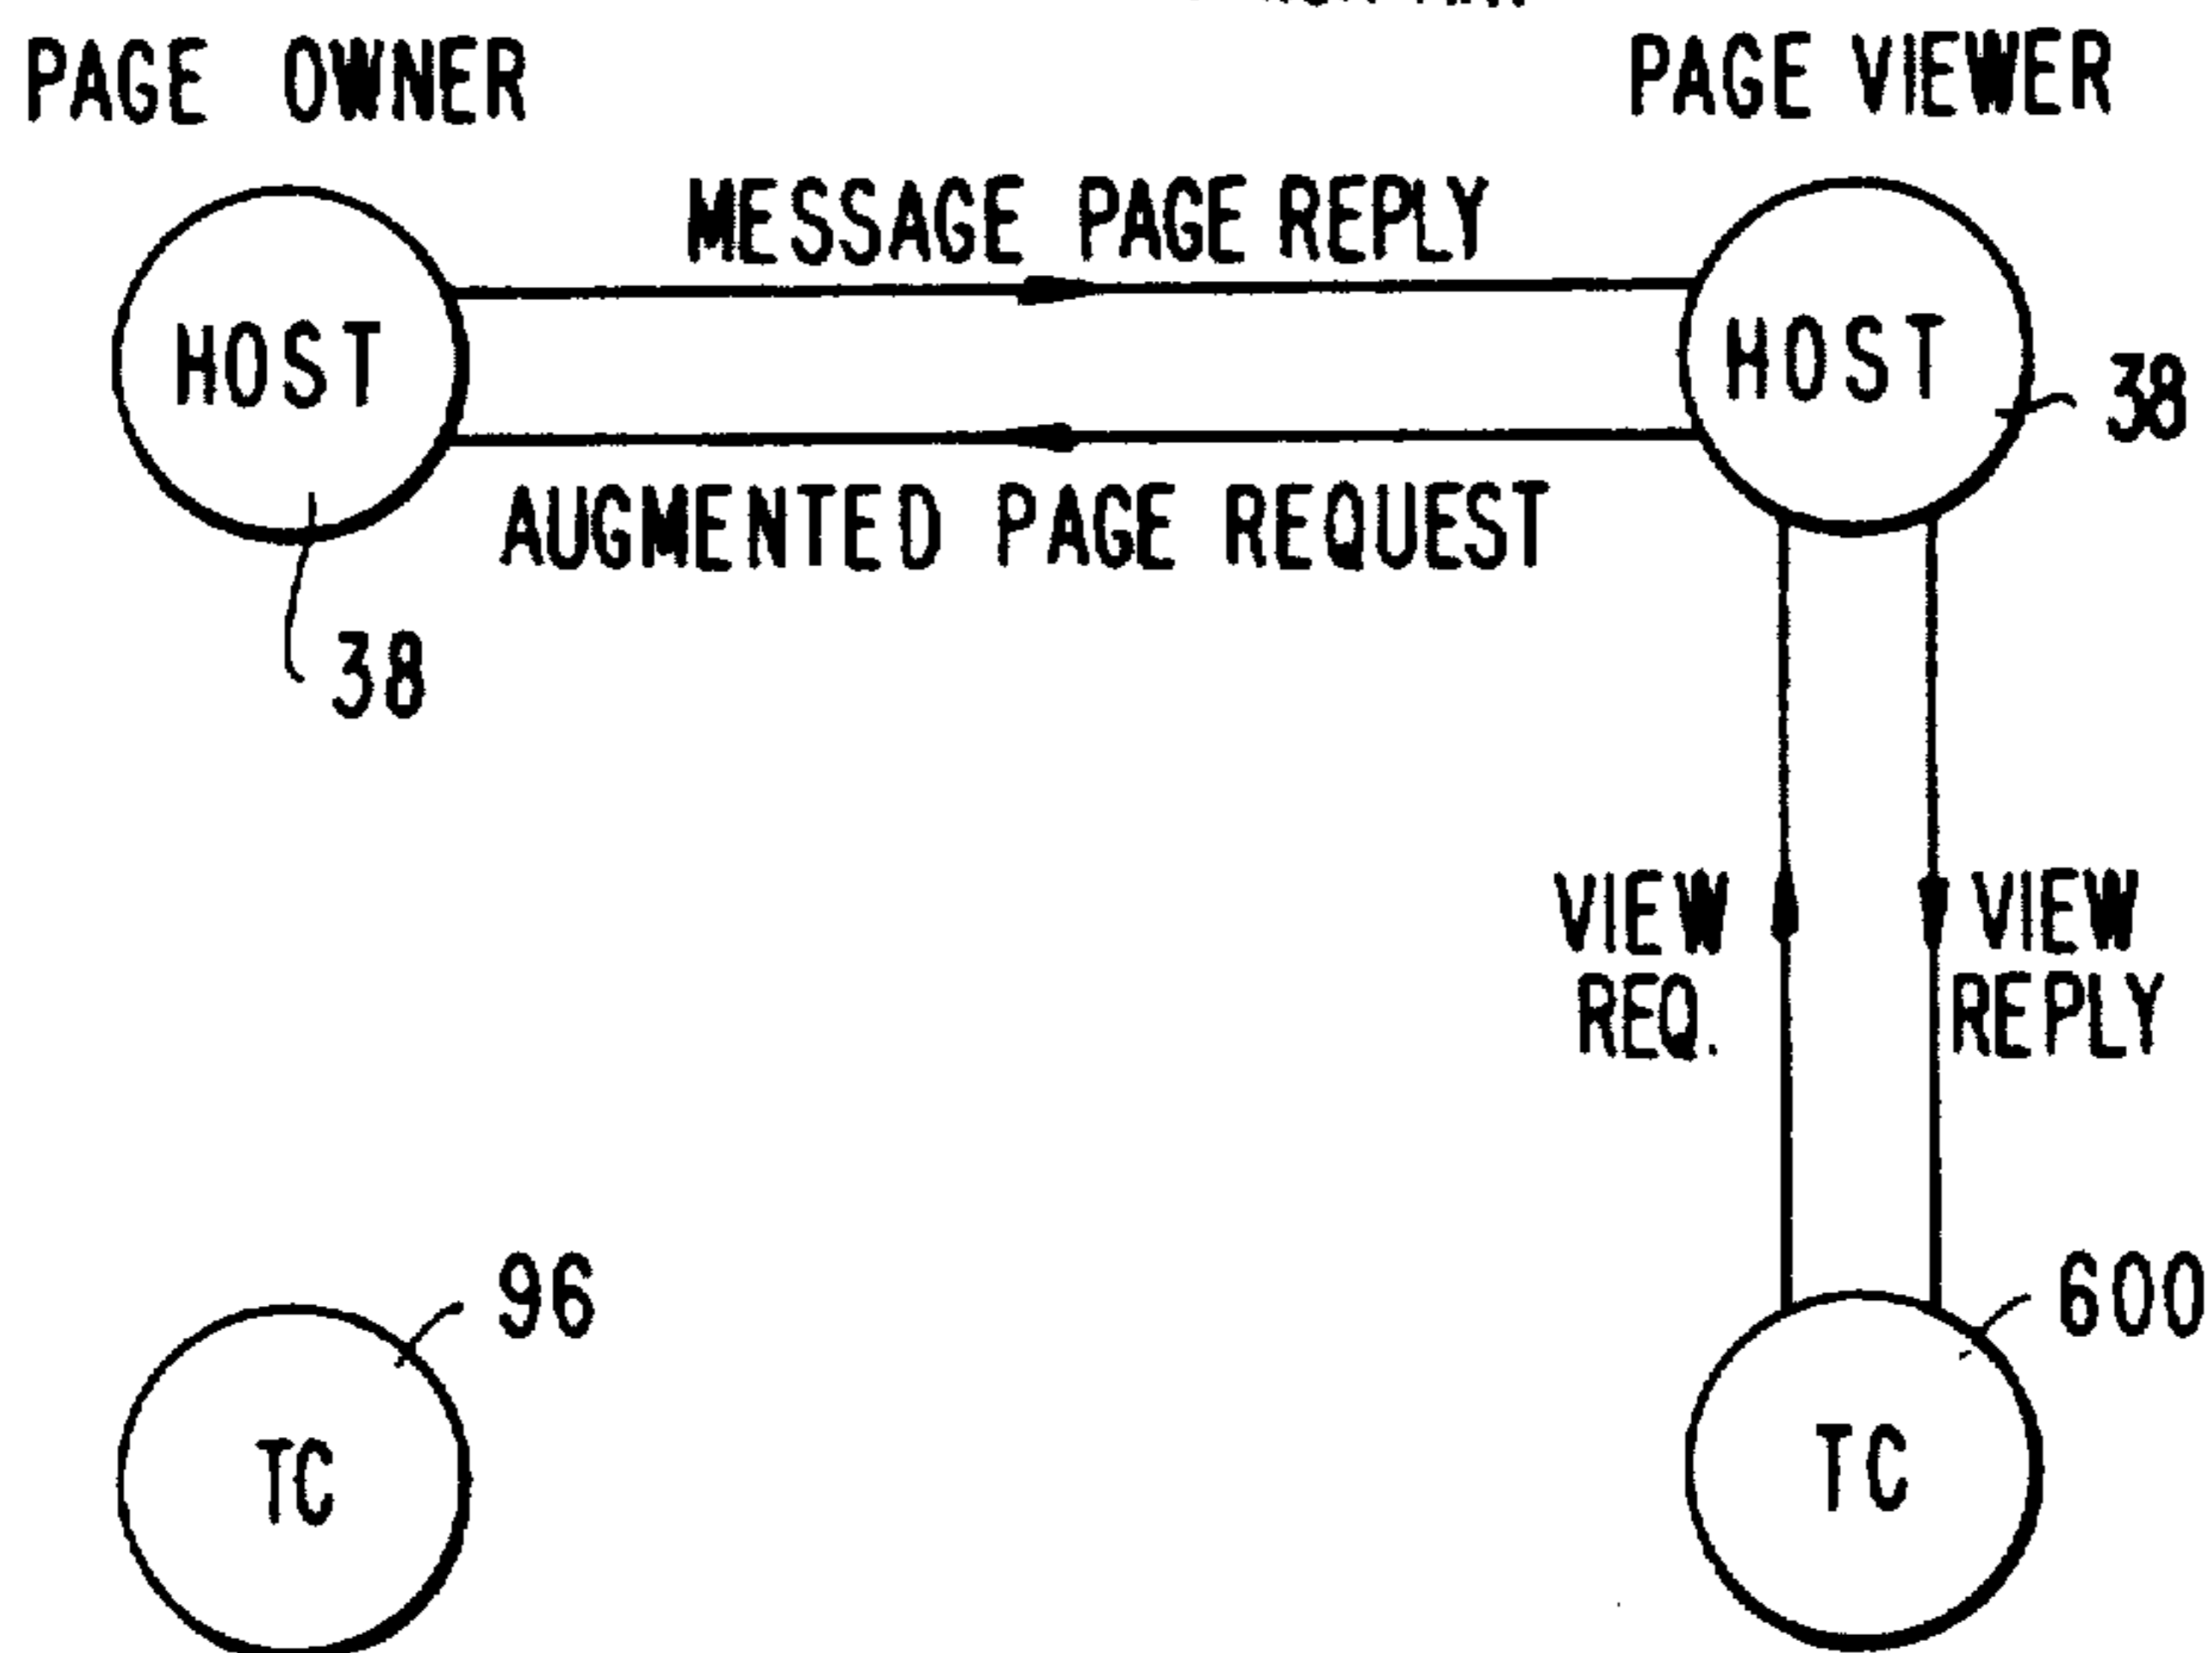 PAGE OWNER
PAGE VIEWER
MESSAGE PAGE REPLY
HOST
HOST
38
AUGMENTED PAGE REQUEST
38
VIEW
REQ.
VIEW
REPLY
96
600
TC
TC